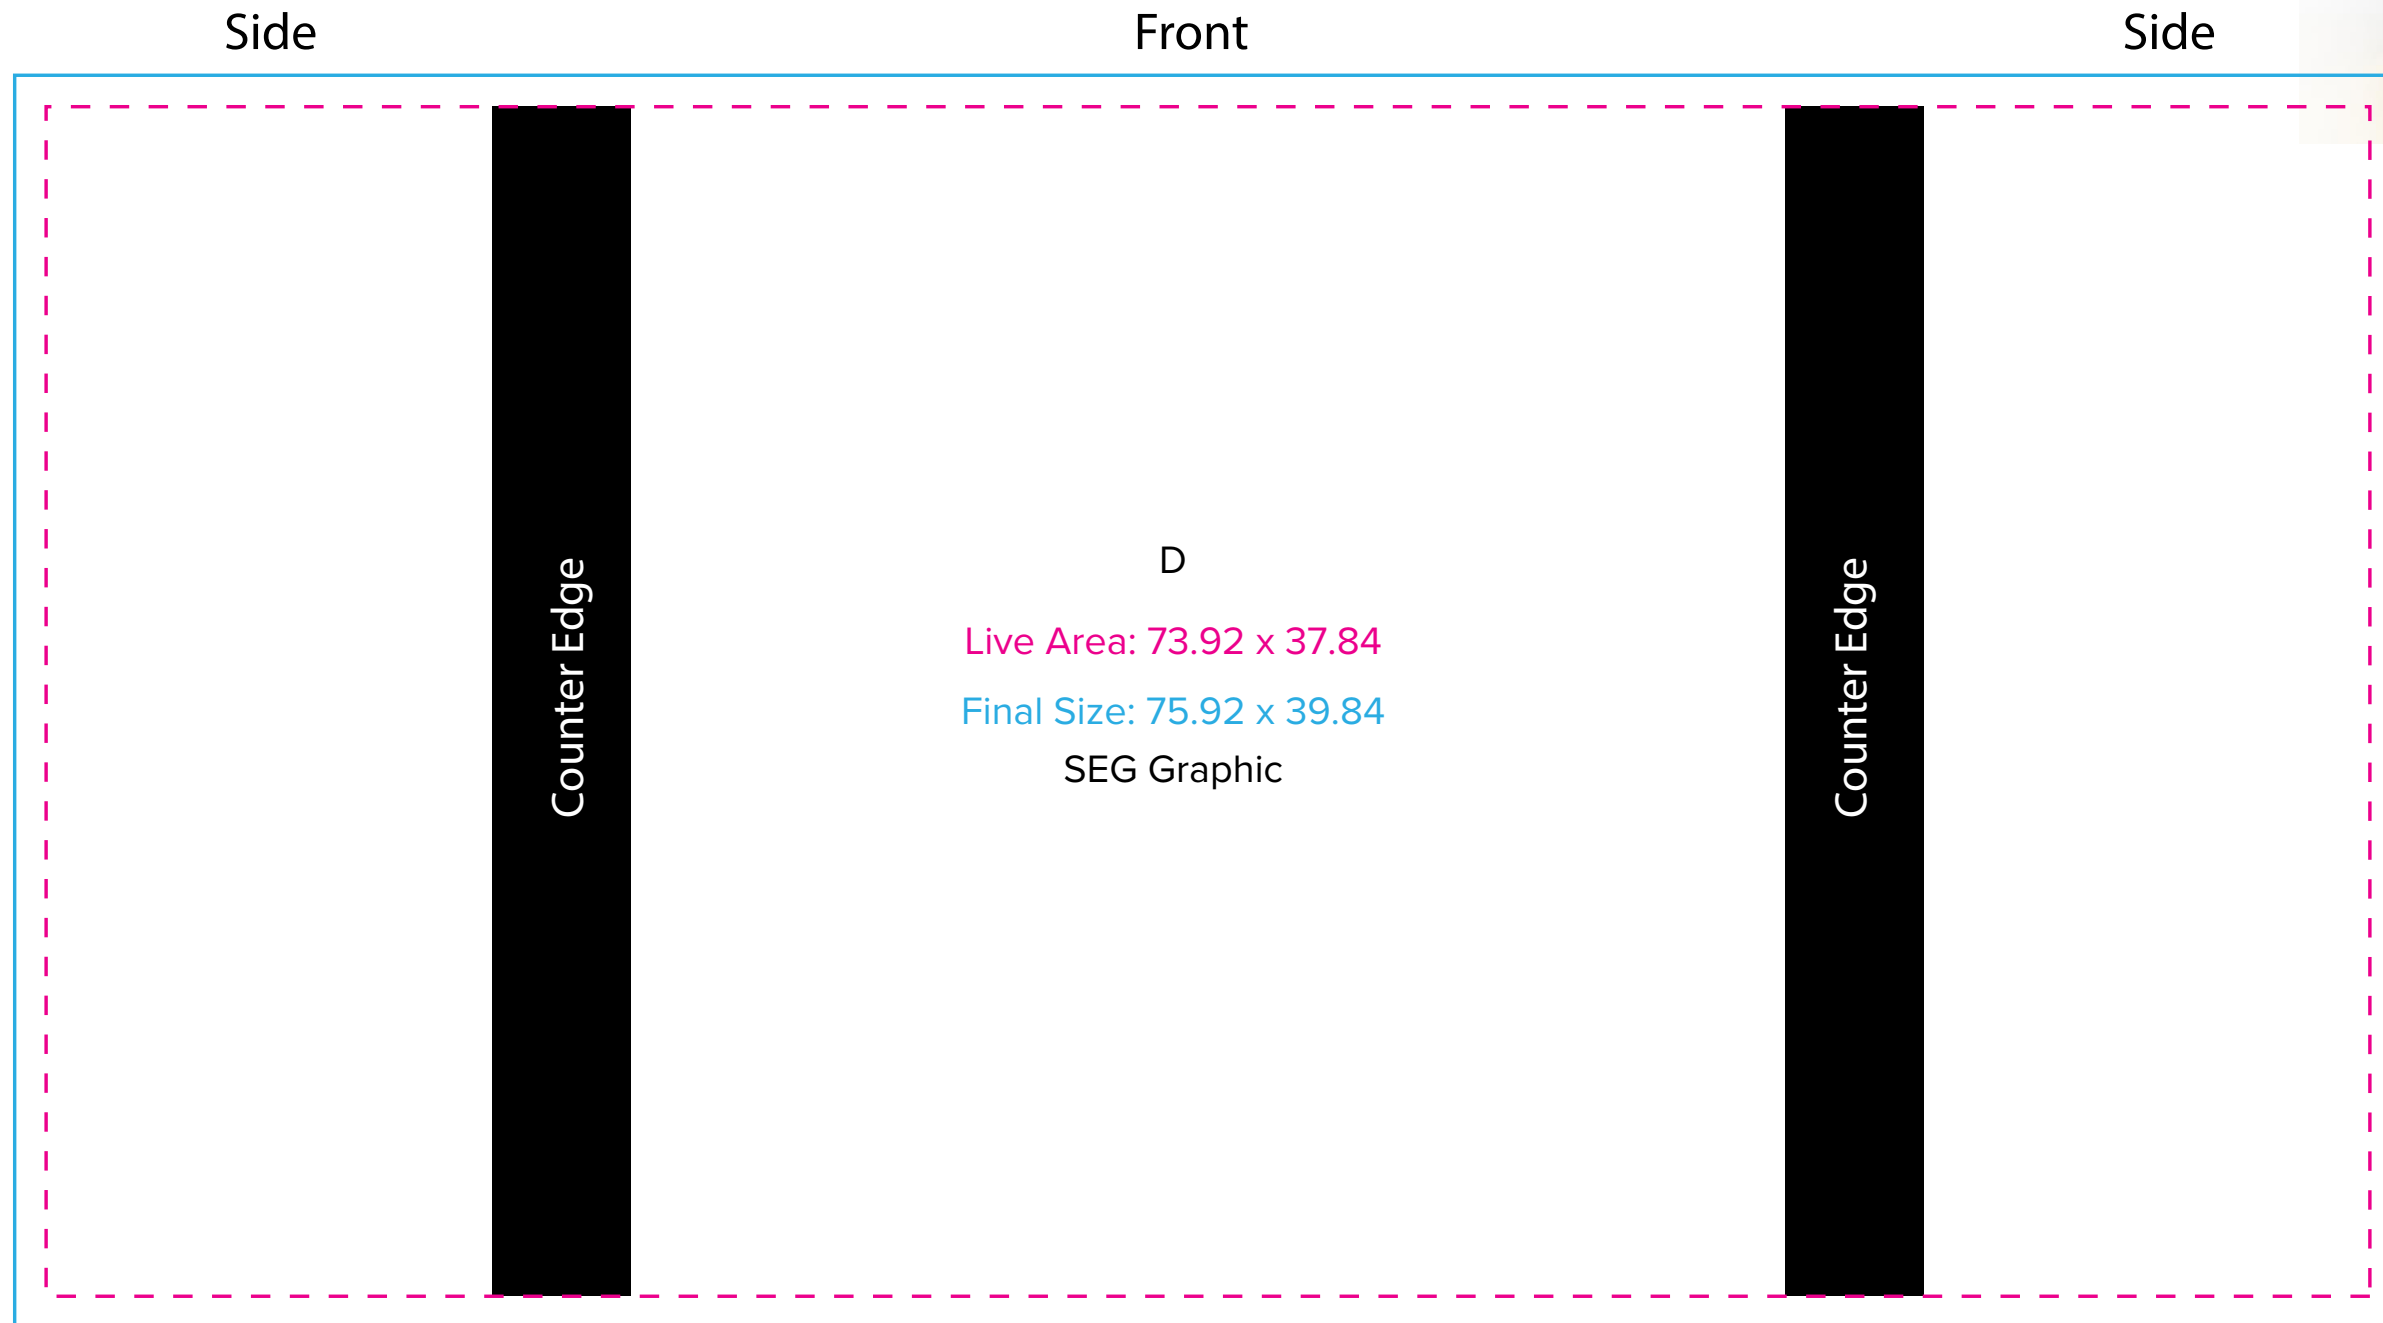 Side
Front
Side
Counter Edge
D
Live Area: 73.92 x 37.84
Final Size: 75.92 x 39.84
SEG Graphic
Counter Edge